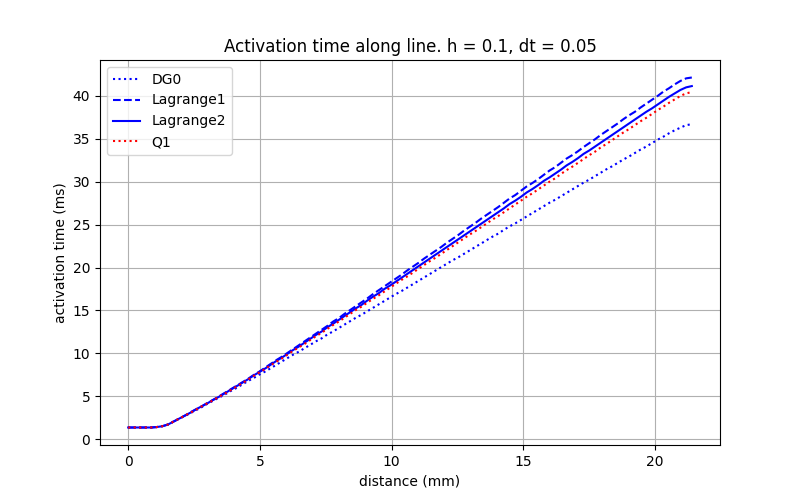 Activation time along line. h = 0.1, dt = 0.05
DG0
Lagrange1
Lagrange2
Q1
activation time (ms)
40
35
30
25
20
15
10
5
0
0 5 10 15 20
distance (mm)